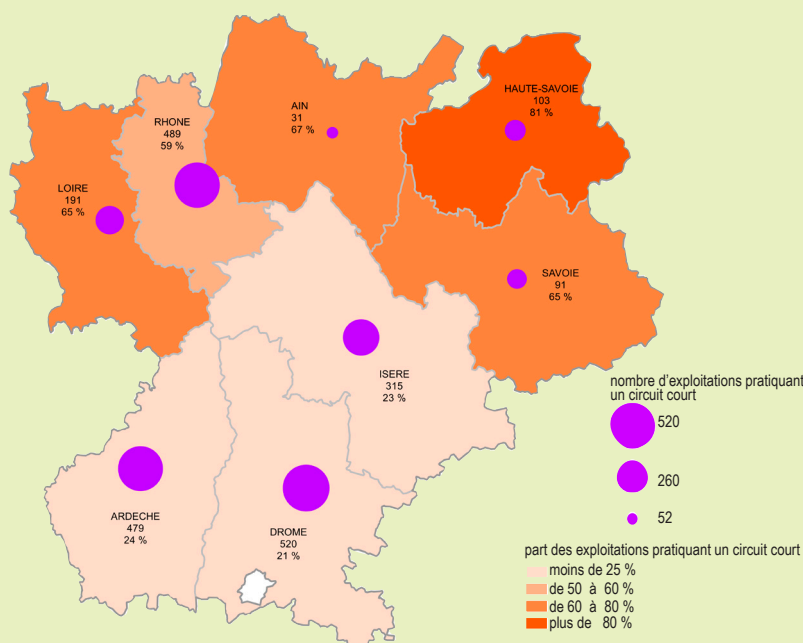 HAUTE-SAVOIE
103
81 %
AIN
31
67 %
RHONE
489
59 %
LOIRE
191
65 %
SAVOIE
91
65 %
ISERE
315
23 %
ARDECHE
479
24 %
DROME
520
21 %
nombre d'exploitations pratiquant
un circuit court
520
260
52
part des exploitations pratiquant un circuit court
moins de 25 %
de 50 à 60 %
de 60 à 80 %
plus de 80 %